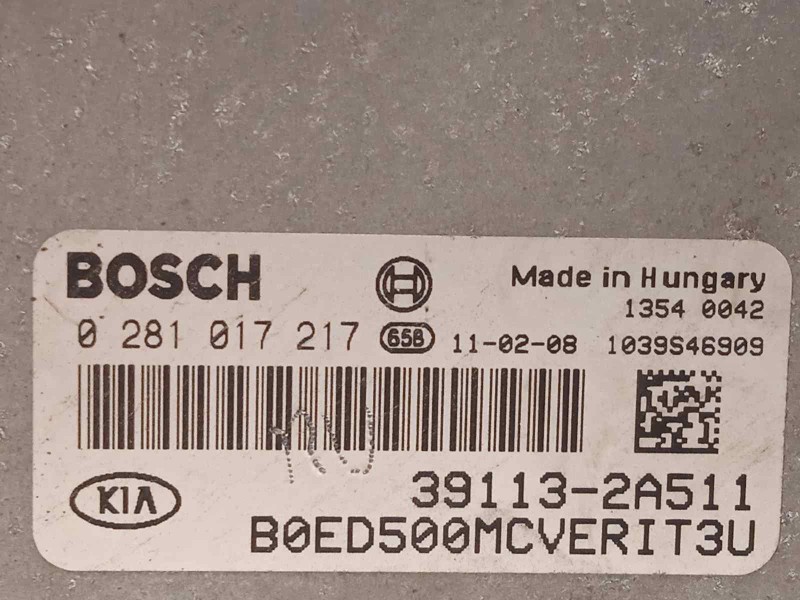 BOSCH
Made in Hungary
1354 0042
0 281 017 217 658 11-02-08 1039S46909
KIA 39113-2A511
B0ED500MCVERIT3U